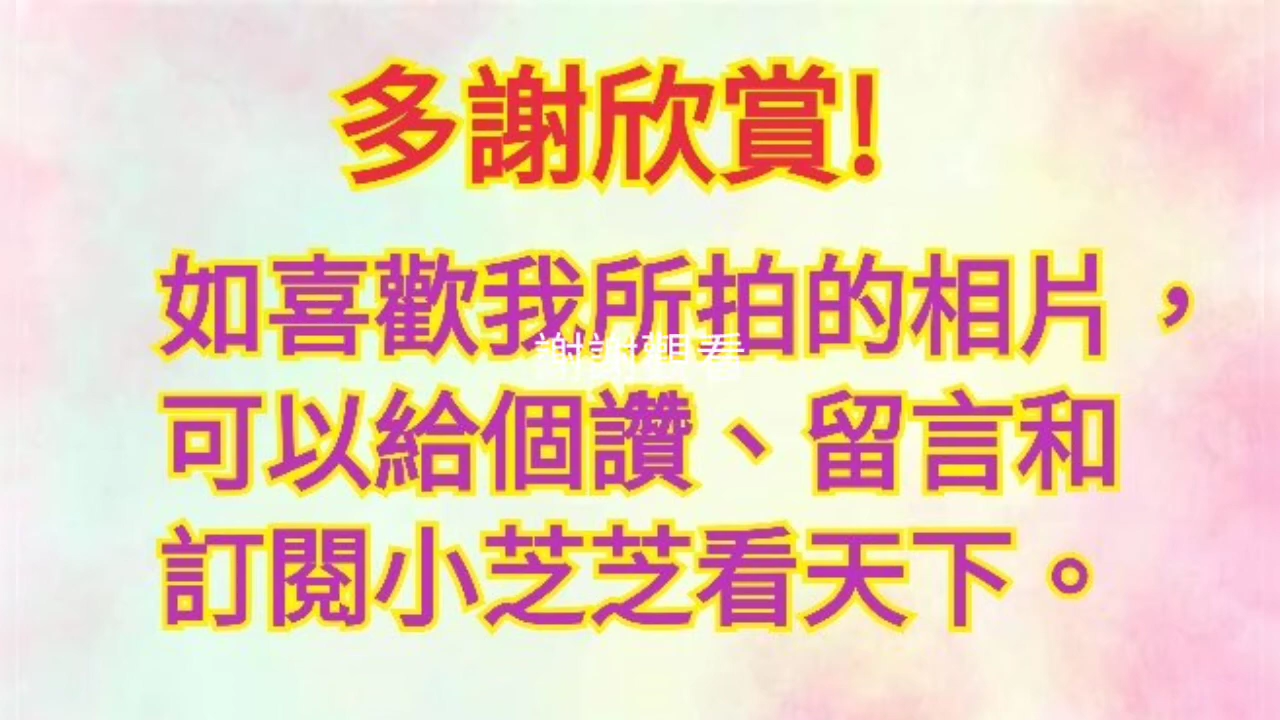 多謝欣賞!
如喜歡我所拍的相片，
謝謝觀看
可以給個讚、留言和
訂閱小芝芝看天下。